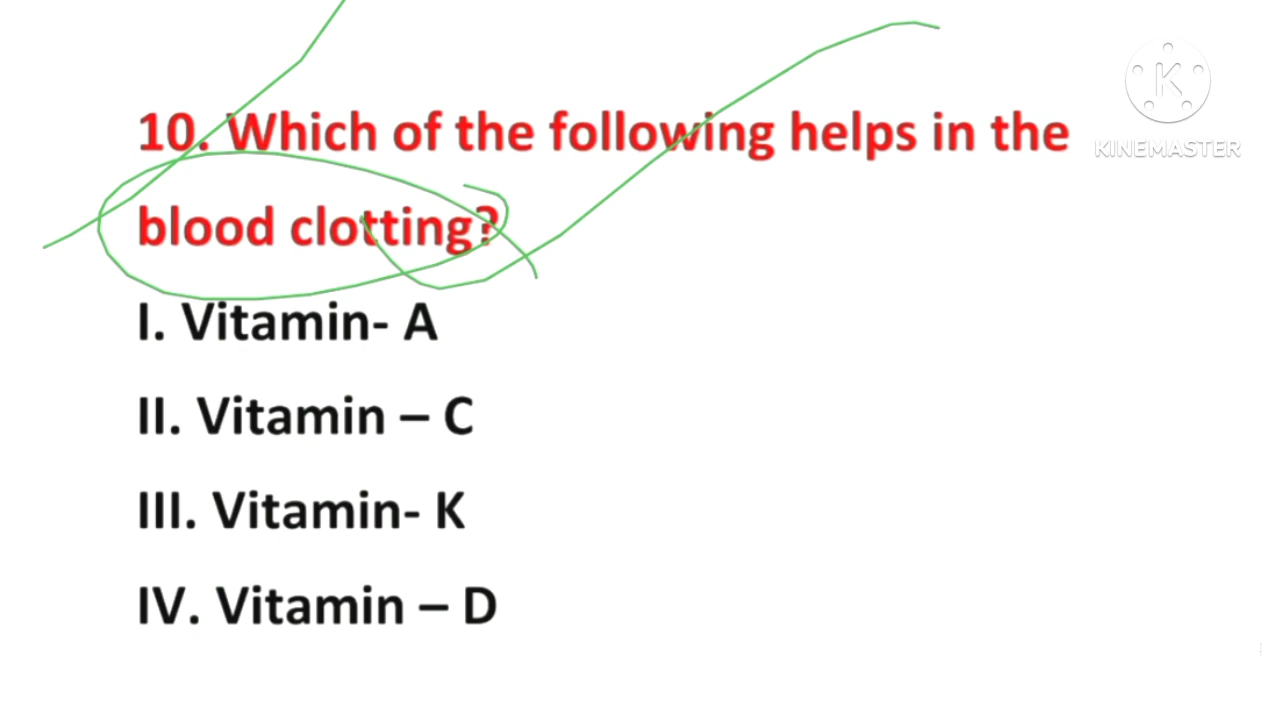 10. Which of the following helps in the
blood clotting?
I. Vitamin- A
II. Vitamin – C
III. Vitamin- K
IV. Vitamin – D
K
KINEMASTER